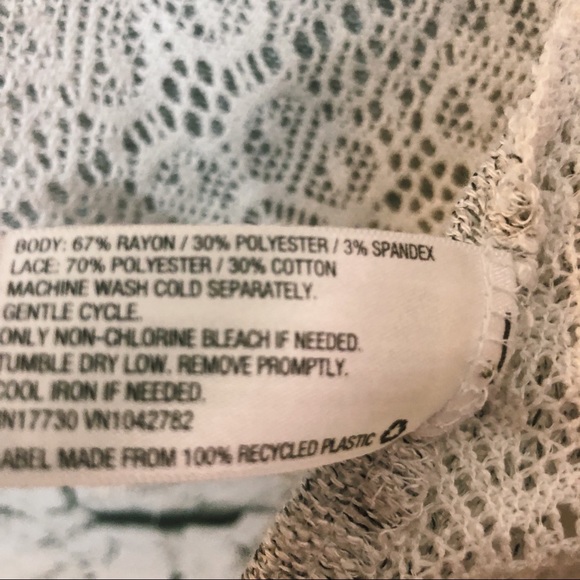 BODY: 67% RAYON / 30% POLYESTER / 3% SPANDEX
LACE: 70% POLYESTER / 30% COTTON
MACHINE WASH COLD SEPARATELY.
GENTLE CYCLE.
ONLY NON-CHLORINE BLEACH IF NEEDED.
TUMBLE DRY LOW. REMOVE PROMPTLY.
COOL IRON IF NEEDED.
RN17730 VN1042782
LABEL MADE FROM 100% RECYCLED PLASTIC